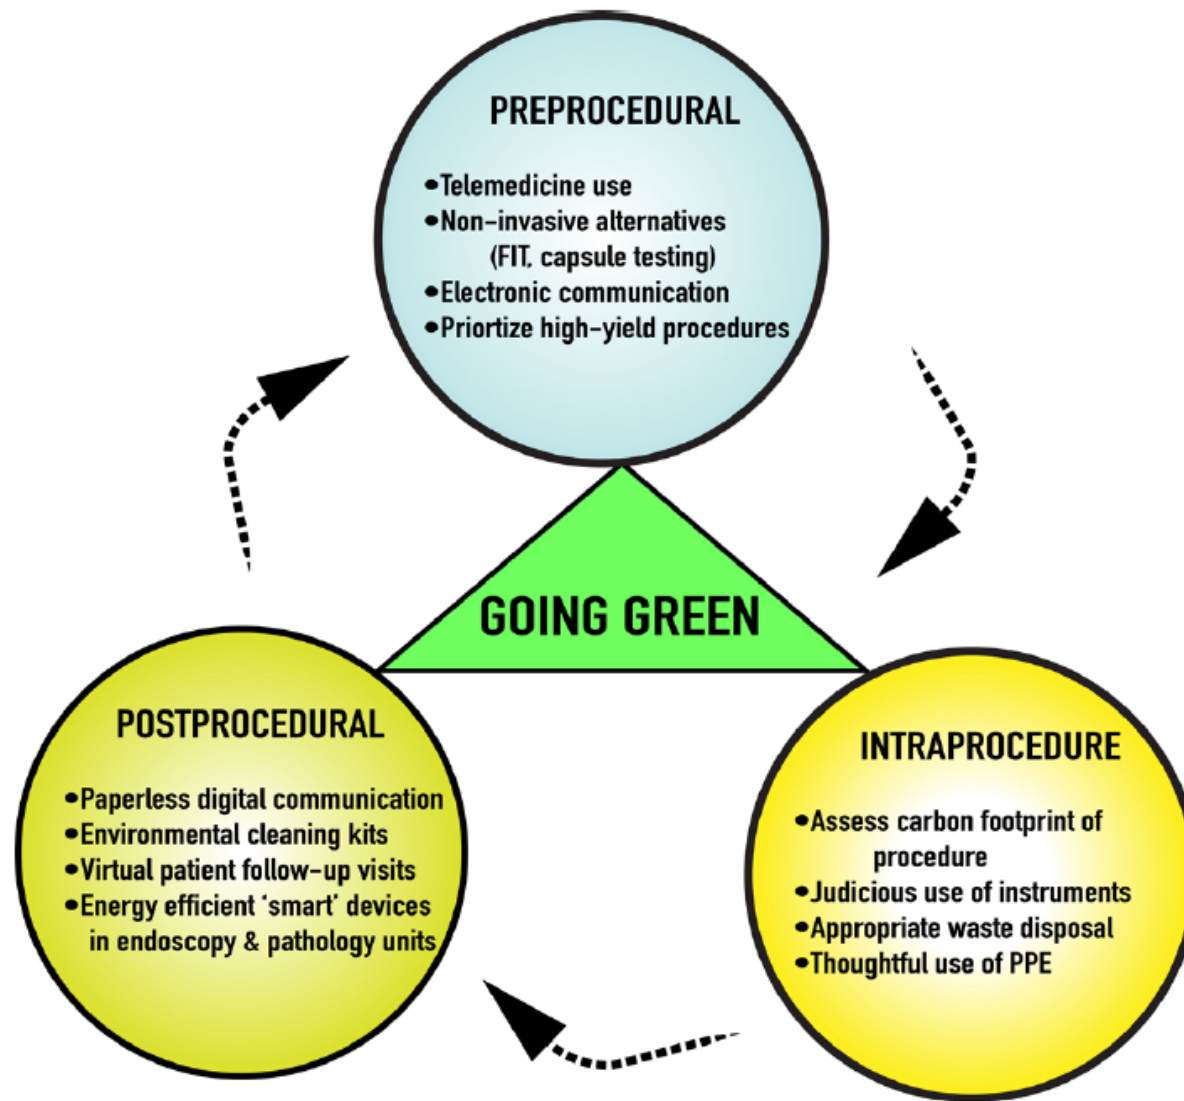 PREPROCEDURAL
•Telemedicine use
•Non-invasive alternatives
(FIT, capsule testing)
•Electronic communication
•Priortize high-yield procedures
GOING GREEN
POSTPROCEDURAL
•Paperless digital communication
•Environmental cleaning kits
•Virtual patient follow-up visits
•Energy efficient ‘smart’ devices
in endoscopy & pathology units
INTRAPROCEDURE
•Assess carbon footprint of
procedure
•Judicious use of instruments
•Appropriate waste disposal
•Thoughtful use of PPE